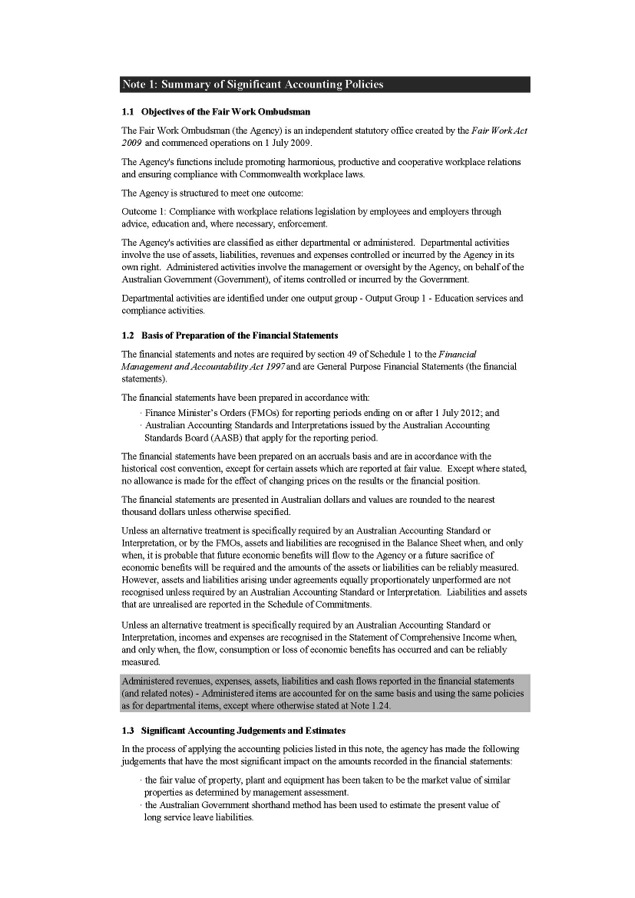 Note 1: Summary of Significant Accounting Policies
1.1 Objectives of the Fair Work Ombudsman
The Fair Work Ombudsman (the Agency) is an independent statutory office created by the Fair Work Act
2009 and commenced operations on 1 July 2009.
The Agency's functions include promoting harmonious, productive and cooperative workplace relations
and ensuring compliance with Commonwealth workplace laws.
The Agency is structured to meet one outcome:
Outcome 1: Compliance with workplace relations legislation by employees and employers through
advice, education and, where necessary, enforcement.
The Agency's activities are classified as either departmental or administered. Departmental activities
involve the use of assets, liabilities, revenues and expenses controlled or incurred by the Agency in its
own right. Administered activities involve the management or oversight by the Agency, on behalf of the
Australian Government (Government), of items controlled or incurred by the Government.
Departmental activities are identified under one output group - Output Group 1 - Education services and
compliance activities.
1.2 Basis of Preparation of the Financial Statements
The financial statements and notes are required by section 49 of Schedule 1 to the Financial
Management and Accountability Act 1997 and are General Purpose Financial Statements (the financial
statements).
The financial statements have been prepared in accordance with:
· Finance Minister's Orders (FMOs) for reporting periods ending on or after 1 July 2012; and
· Australian Accounting Standards and Interpretations issued by the Australian Accounting
Standards Board (AASB) that apply for the reporting period.
The financial statements have been prepared on an accruals basis and are in accordance with the
historical cost convention, except for certain assets which are reported at fair value. Except where stated,
no allowance is made for the effect of changing prices on the results or the financial position.
The financial statements are presented in Australian dollars and values are rounded to the nearest
thousand dollars unless otherwise specified.
Unless an alternative treatment is specifically required by an Australian Accounting Standard or
Interpretation, or by the FMOs, assets and liabilities are recognised in the Balance Sheet when, and only
when, it is probable that future economic benefits will flow to the Agency or a future sacrifice of
economic benefits will be required and the amounts of the assets or liabilities can be reliably measured.
However, assets and liabilities arising under agreements equally proportionately unperformed are not
recognised unless required by an Australian Accounting Standard or Interpretation. Liabilities and assets
that are unrealised are reported in the Schedule of Commitments.
Unless an alternative treatment is specifically required by an Australian Accounting Standard or
Interpretation, incomes and expenses are recognised in the Statement of Comprehensive Income when,
and only when, the flow, consumption or loss of economic benefits has occurred and can be reliably
measured.
Administered revenues, expenses, assets, liabilities and cash flows reported in the financial statements
(and related notes) - Administered items are accounted for on the same basis and using the same policies
as for departmental items, except where otherwise stated at Note 1.24.
1.3 Significant Accounting Judgements and Estimates
In the process of applying the accounting policies listed in this note, the agency has made the following
judgements that have the most significant impact on the amounts recorded in the financial statements:
· the fair value of property, plant and equipment has been taken to be the market value of similar
properties as determined by management assessment.
· the Australian Government shorthand method has been used to estimate the present value of
long service leave liabilities.